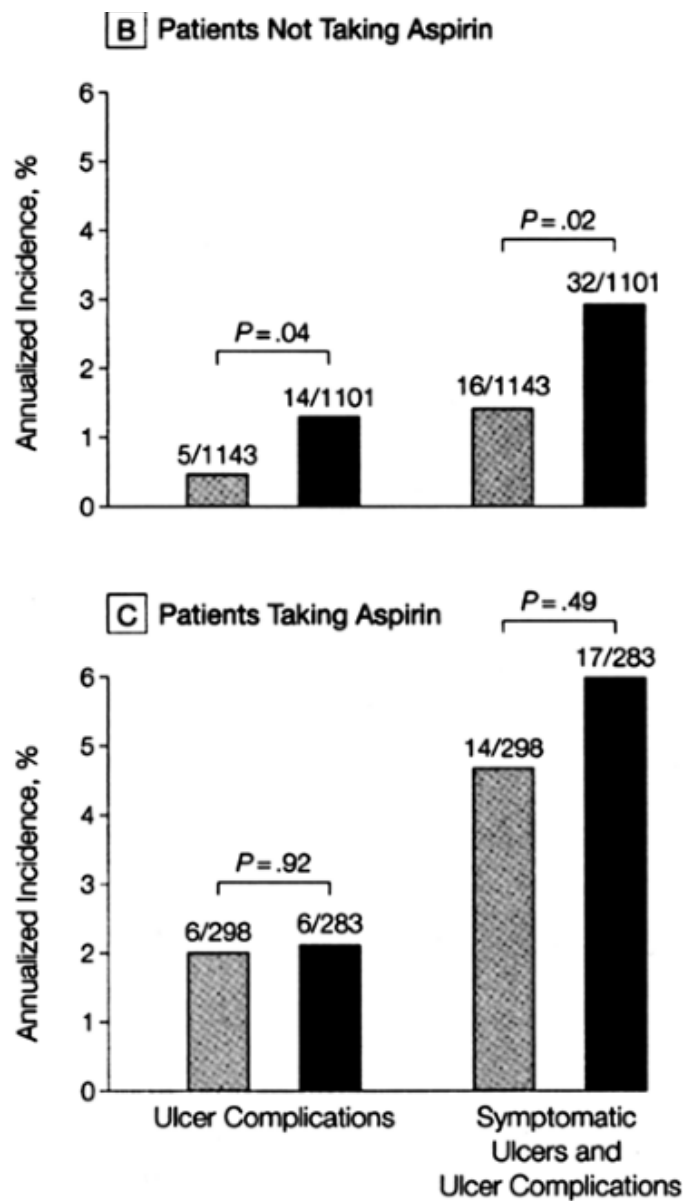 B Patients Not Taking Aspirin
Annualized Incidence, %
6
5
4
3
2
1
0
P=.04
5/1143
14/1101
P=.02
16/1143
32/1101
C Patients Taking Aspirin
Annualized Incidence, %
6
5
4
3
2
1
0
P=.92
6/298
6/283
P=.49
14/298
17/283
Ulcer Complications
Symptomatic
Ulcers and
Ulcer Complications